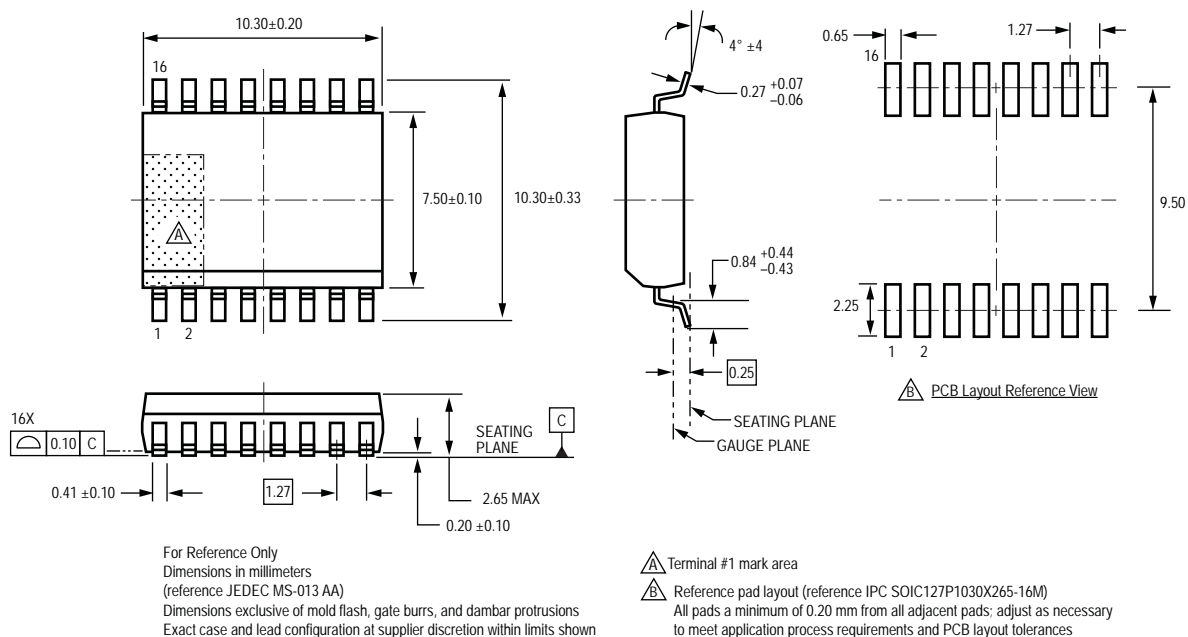 10.30±0.20
16
7.50±0.10
10.30±0.33
A
1 2
4° ±4
0.27 +0.07 –0.06
0.84 +0.44 –0.43
0.25
SEATING PLANE
GAUGE PLANE
0.65
1.27
16
9.50
2.25
1 2
B PCB Layout Reference View
16X
0.10 C
SEATING
PLANE
C
0.41 ±0.10
1.27
2.65 MAX
0.20 ±0.10
For Reference Only
Dimensions in millimeters
(reference JEDEC MS-013 AA)
Dimensions exclusive of mold flash, gate burrs, and dambar protrusions
Exact case and lead configuration at supplier discretion within limits shown
A Terminal #1 mark area
B Reference pad layout (reference IPC SOIC127P1030X265-16M)
All pads a minimum of 0.20 mm from all adjacent pads; adjust as necessary
to meet application process requirements and PCB layout tolerances